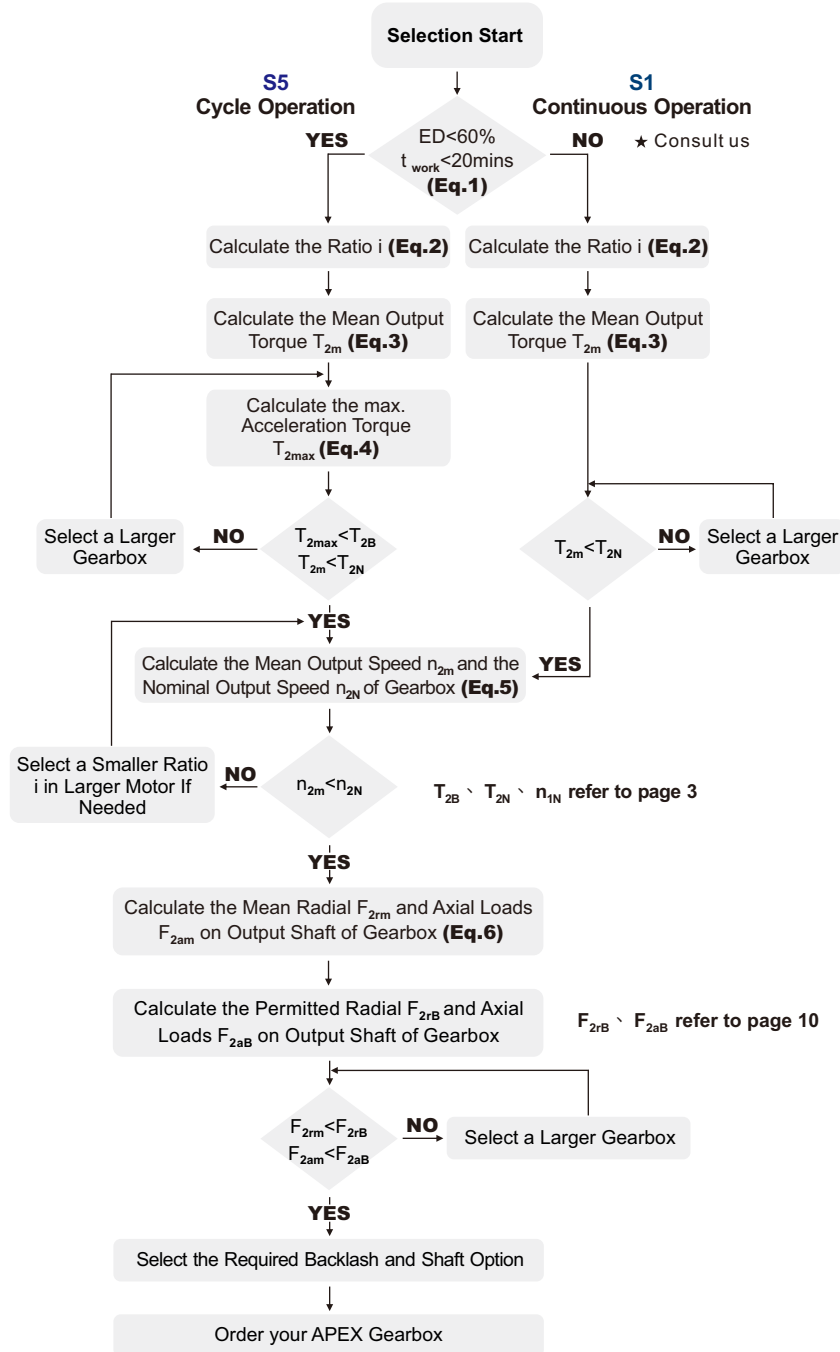 Selection Start
S5
Cycle Operation
S1
Continuous Operation
YES
ED<60%
t work<20mins
(Eq.1)
NO
★ Consult us
Calculate the Ratio i (Eq.2)
Calculate the Ratio i (Eq.2)
Calculate the Mean Output
Torque T2m (Eq.3)
Calculate the Mean Output
Torque T2m (Eq.3)
Calculate the max.
Acceleration Torque
T2max (Eq.4)
Select a Larger
Gearbox
NO
T2max<T2B
T2m<T2N
T2m<T2N
NO
Select a Larger
Gearbox
YES
Calculate the Mean Output Speed n2m and the
Nominal Output Speed n2N of Gearbox (Eq.5)
YES
Select a Smaller Ratio
i in Larger Motor If
Needed
NO
n2m<n2N
T2B、T2N、n1N refer to page 3
YES
Calculate the Mean Radial F2rm and Axial Loads
F2am on Output Shaft of Gearbox (Eq.6)
Calculate the Permitted Radial F2rB and Axial
Loads F2aB on Output Shaft of Gearbox
F2rB、F2aB refer to page 10
F2rm<F2rB
F2am<F2aB
NO
Select a Larger Gearbox
YES
Select the Required Backlash and Shaft Option
Order your APEX Gearbox